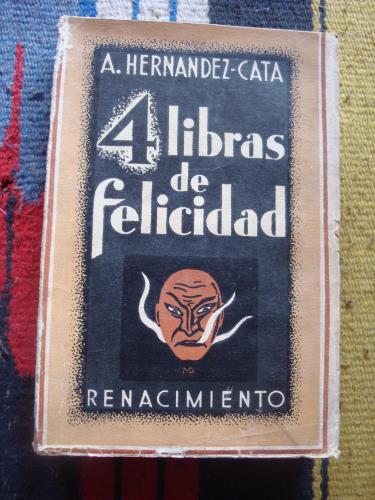 A. HERNANDEZ-CATA
4 libras
de
felicidad
RENACIMIENTO